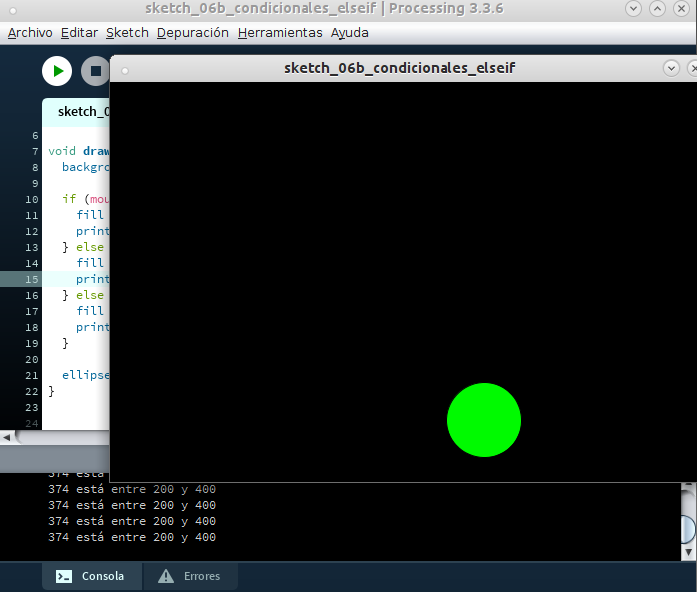 sketch_06b_condicionales_elseif | Processing 3.3.6
Archivo Editar Sketch Depuración Herramientas Ayuda
sketch_06b_condicionales_elseif
sketch_0
6
7 void draw
8 backgro
9
10 if (mou
11 fill
12 print
13 } else
14 fill
15 print
16 } else
17 fill
18 print
19 }
20
21 ellipse
22 }
23
24
374 está
374 está entre 200 y 400
374 está entre 200 y 400
374 está entre 200 y 400
374 está entre 200 y 400
Consola Errores